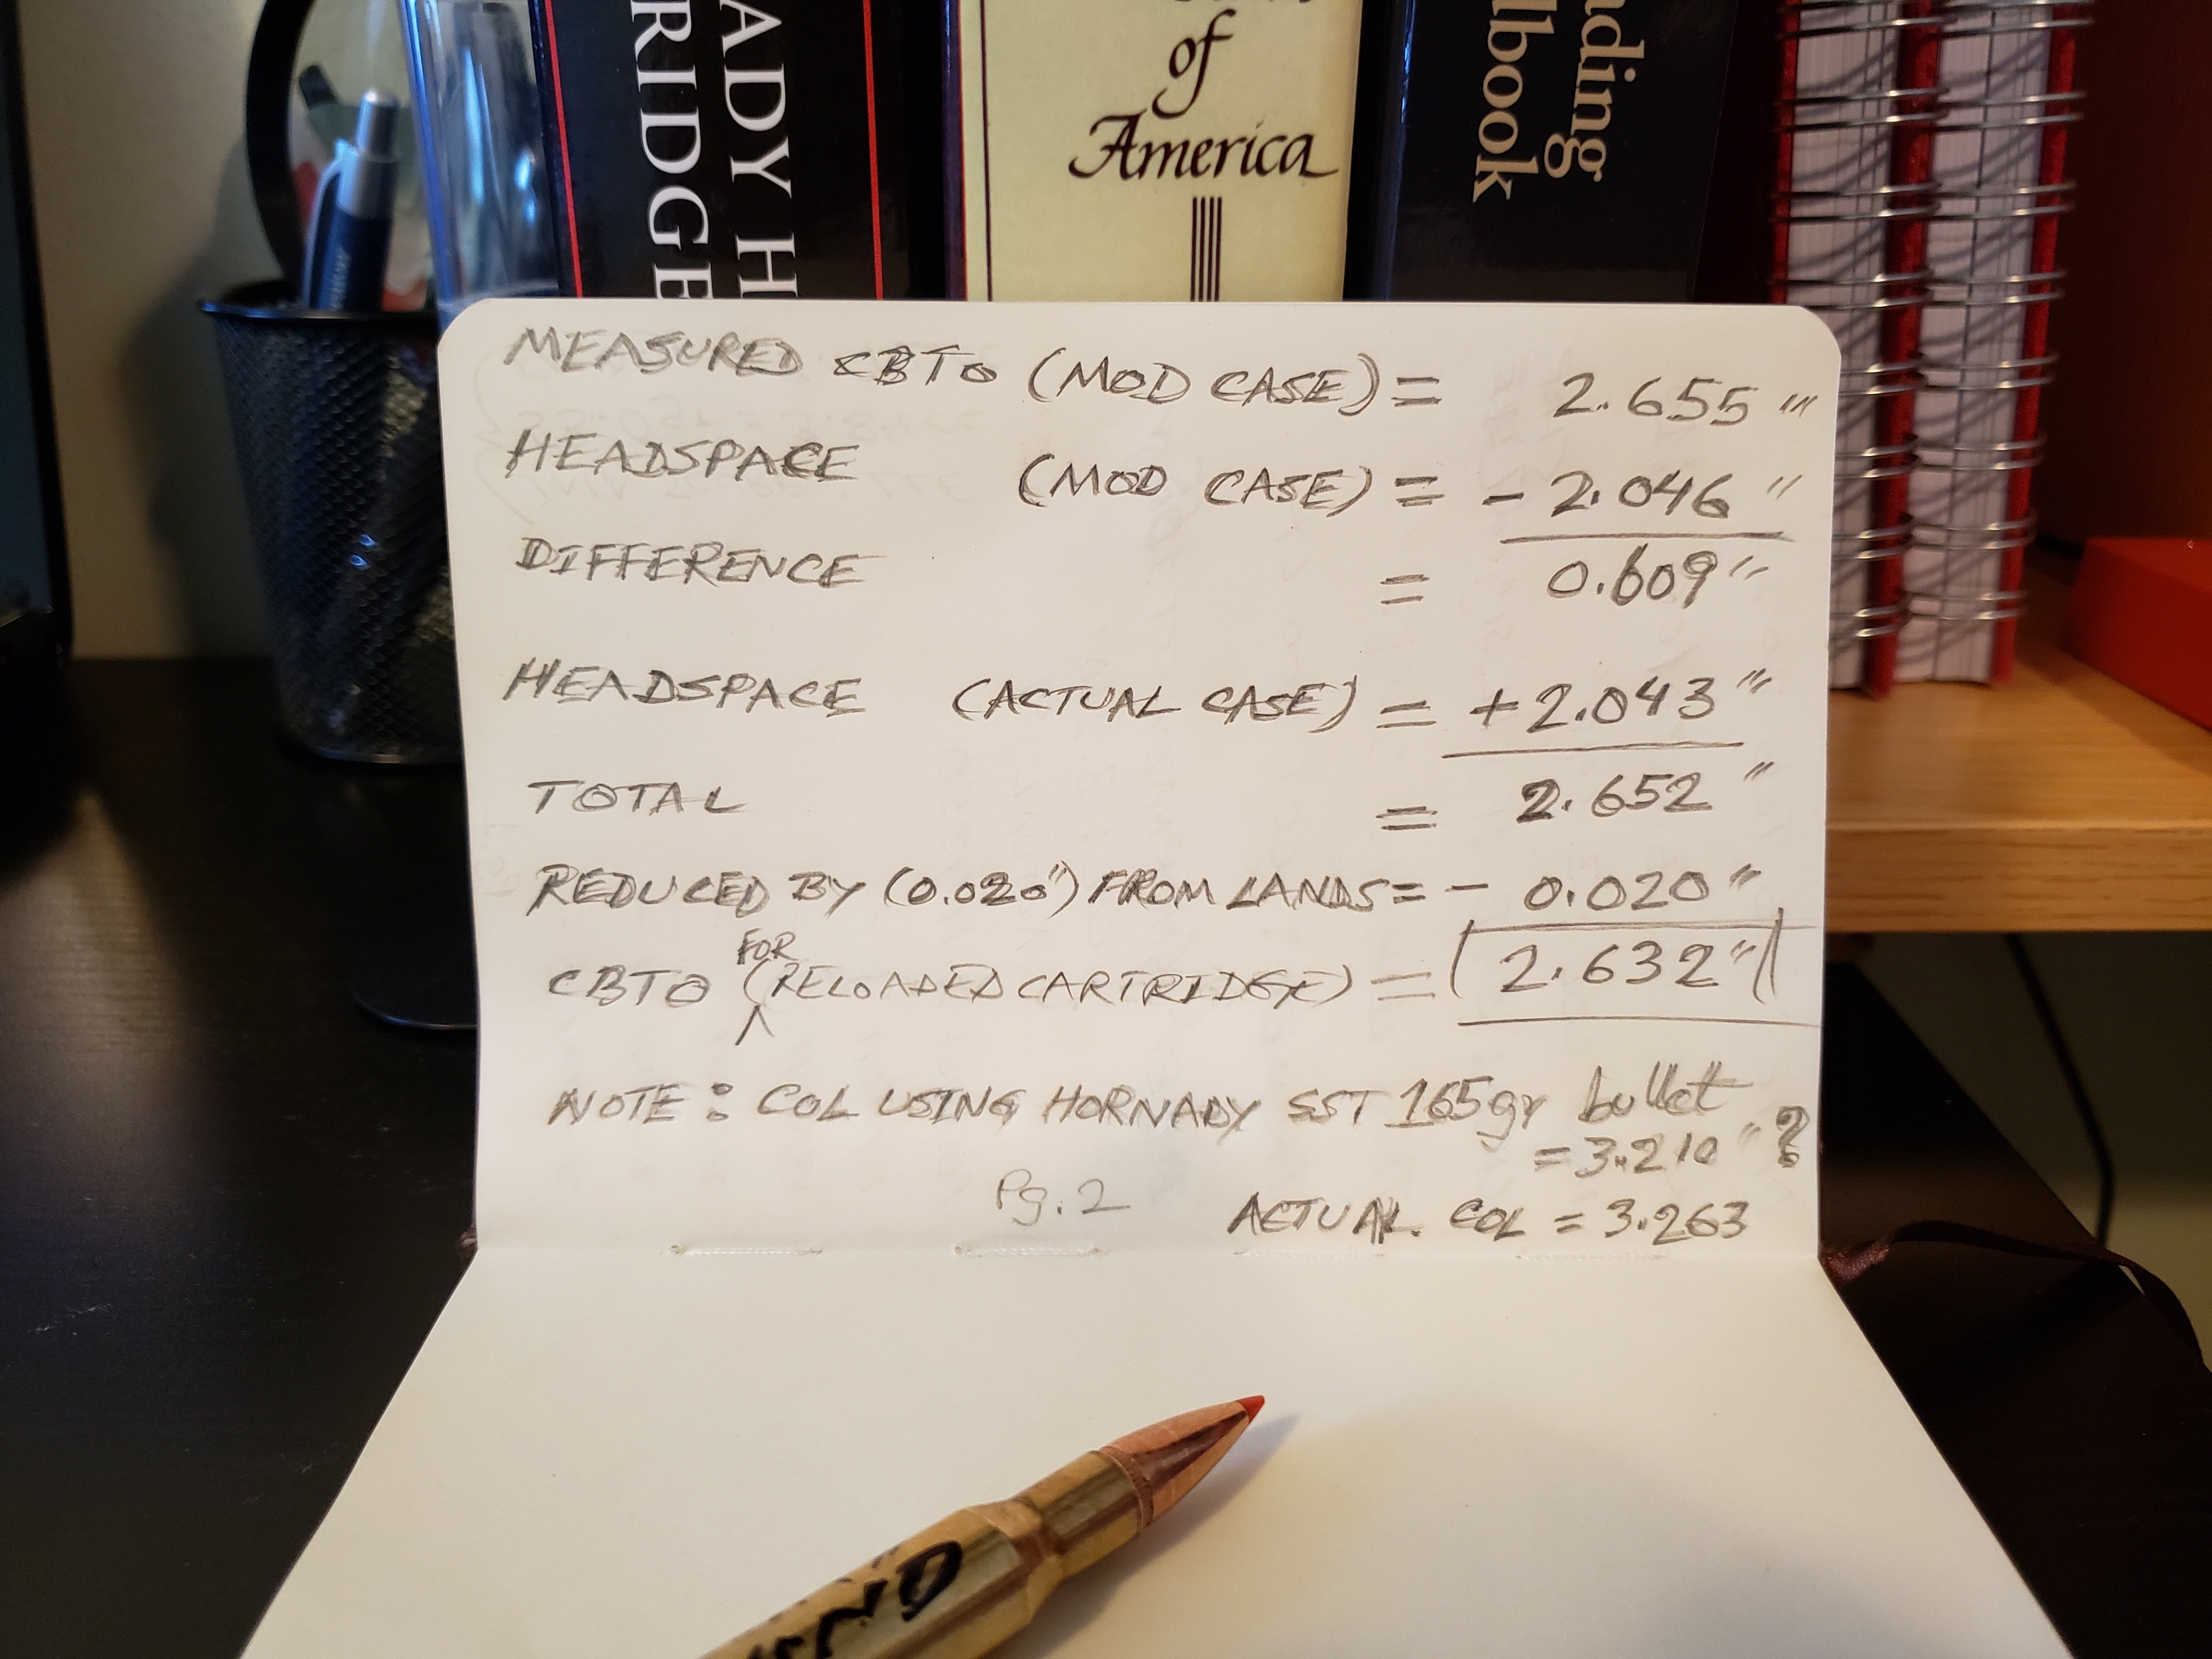 ADY H
RIDGE
of
America
ading
lbook
MEASURED CBTO (MOD CASE) = 2.655"
HEADSPACE (MOD CASE) = - 2.046"
DIFFERENCE = 0.609"
HEADSPACE (ACTUAL CASE) = + 2.043"
TOTAL = 2.652"
REDUCED BY (0.020") FROM LANDS = - 0.020"
FOR
CBTO (RELOADED CARTRIDGE) = 2.632"
NOTE: COL USING HORNADY SST 165gr bullet
= 3.210" ?
Pg. 2
ACTUAL COL = 3.263
ND